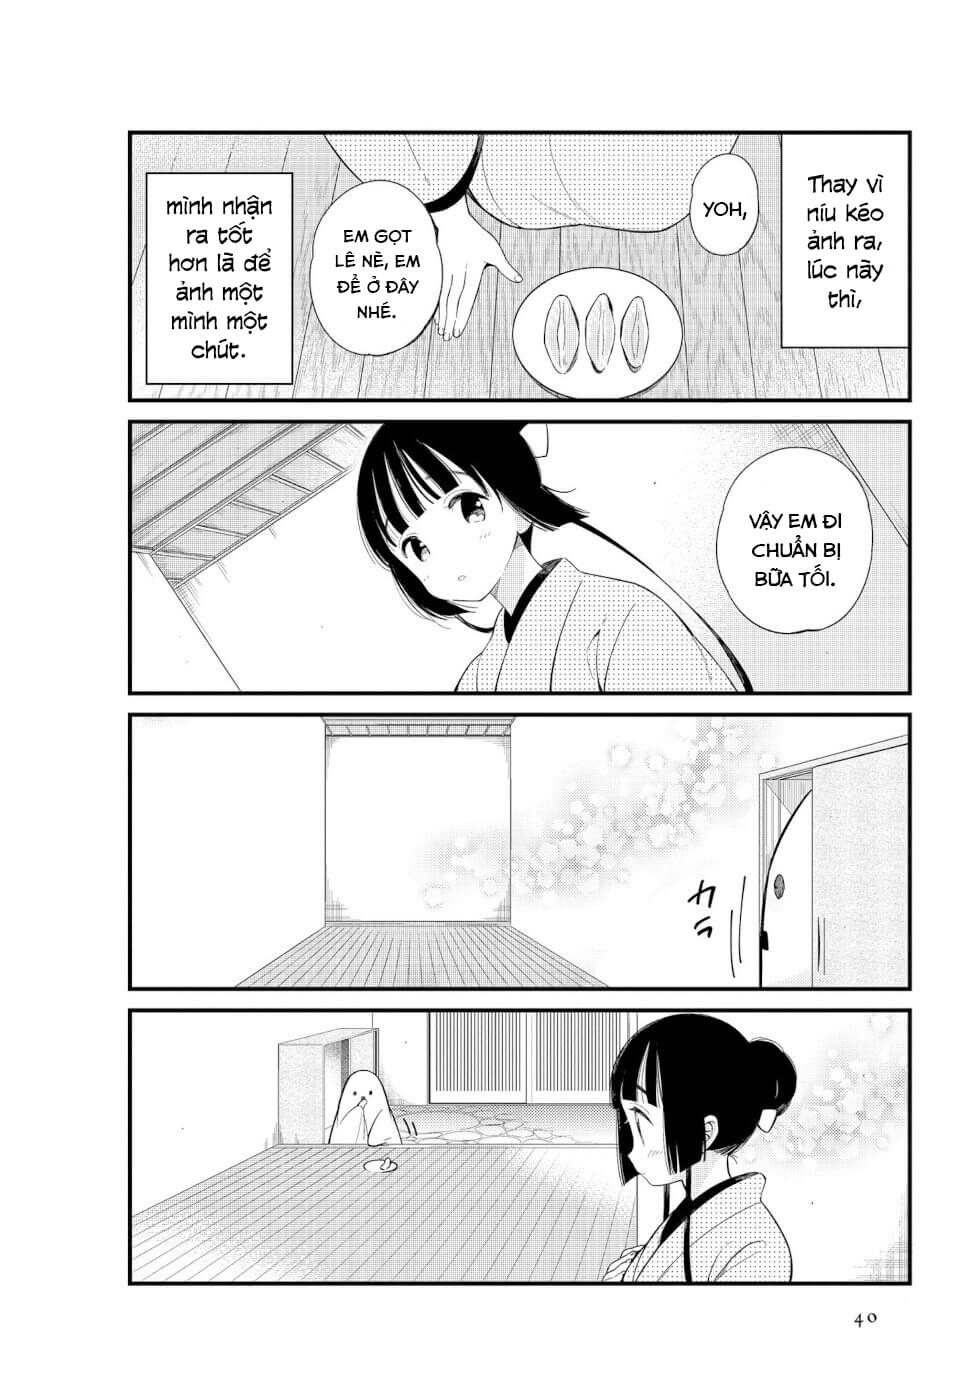 Thay vì
níu kéo
ảnh ra,
lúc này
thì,
YOH,
EM GỌT
LÊ NÈ, EM
ĐỂ Ở ĐÂY
NHÉ.
mình nhận
ra tốt
hơn là để
ảnh một
mình một
chút.
VẬY EM ĐI
CHUẨN BỊ
BỮA TỐI.
カラ
40